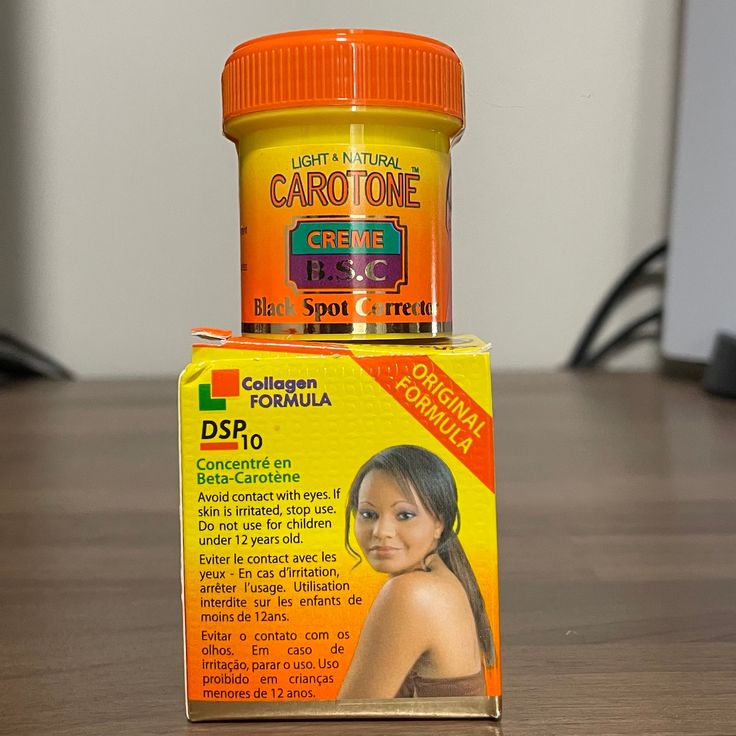 LIGHT & NATURAL
CAROTONE™
CREME
B.S.C
Black Spot Correcto
Collagen
FORMULA
ORIGINAL
FORMULA
DSP10
Concentré en
Beta-Carotène
Avoid contact with eyes. If
skin is irritated, stop use.
Do not use for children
under 12 years old.
Eviter le contact avec les
yeux - En cas d'irritation,
arrêter l'usage. Utilisation
interdite sur les enfants de
moins de 12ans.
Evitar o contato com os
olhos. Em caso de
irritação, parar o uso. Uso
proibido em crianças
menores de 12 anos.